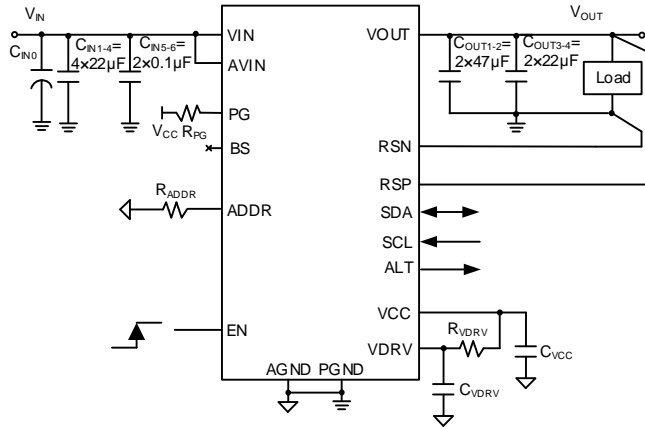 VIN
VOUT
CIN0
CIN1-4=
4×22µF
CIN5-6=
2×0.1µF
VIN
AVIN
VOUT
COUT1-2=
2×47µF
COUT3-4=
2×22µF
Load
VCC RPG
PG
BS
RSN
RSP
RADDR
ADDR
SDA
SCL
ALT
EN
VCC
VDRV
RVDRV
CVCC
AGND PGND
CVDRV